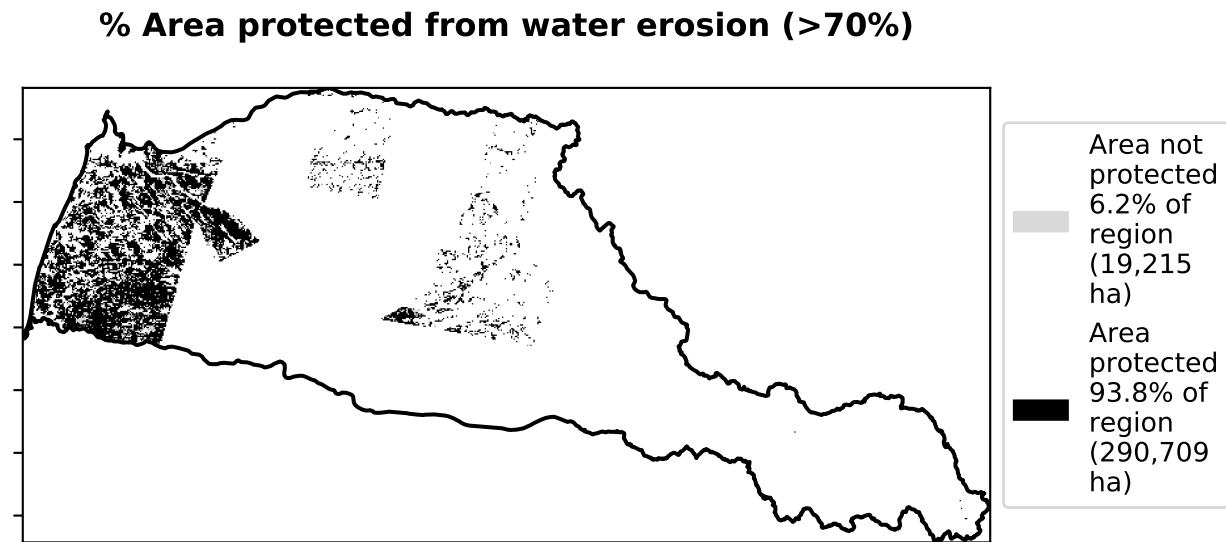 % Area protected from water erosion (>70%)
Area not
protected
6.2% of
region
(19,215
ha)
Area
protected
93.8% of
region
(290,709
ha)